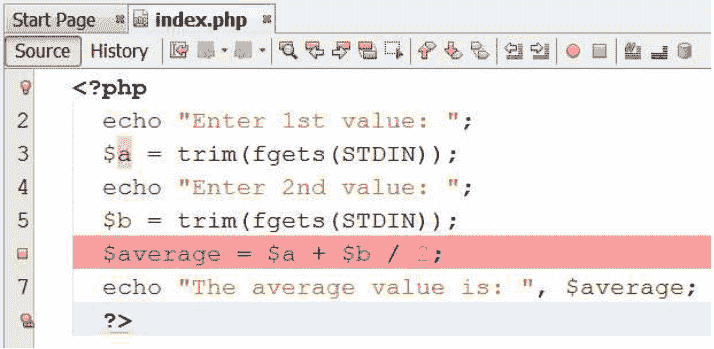 Start Page index.php
Source History
<?php
2 echo "Enter 1st value: ";
3 $a = trim(fgets(STDIN));
4 echo "Enter 2nd value: ";
5 $b = trim(fgets(STDIN));
$average = $a + $b / 2;
7 echo "The average value is: ", $average;
?>